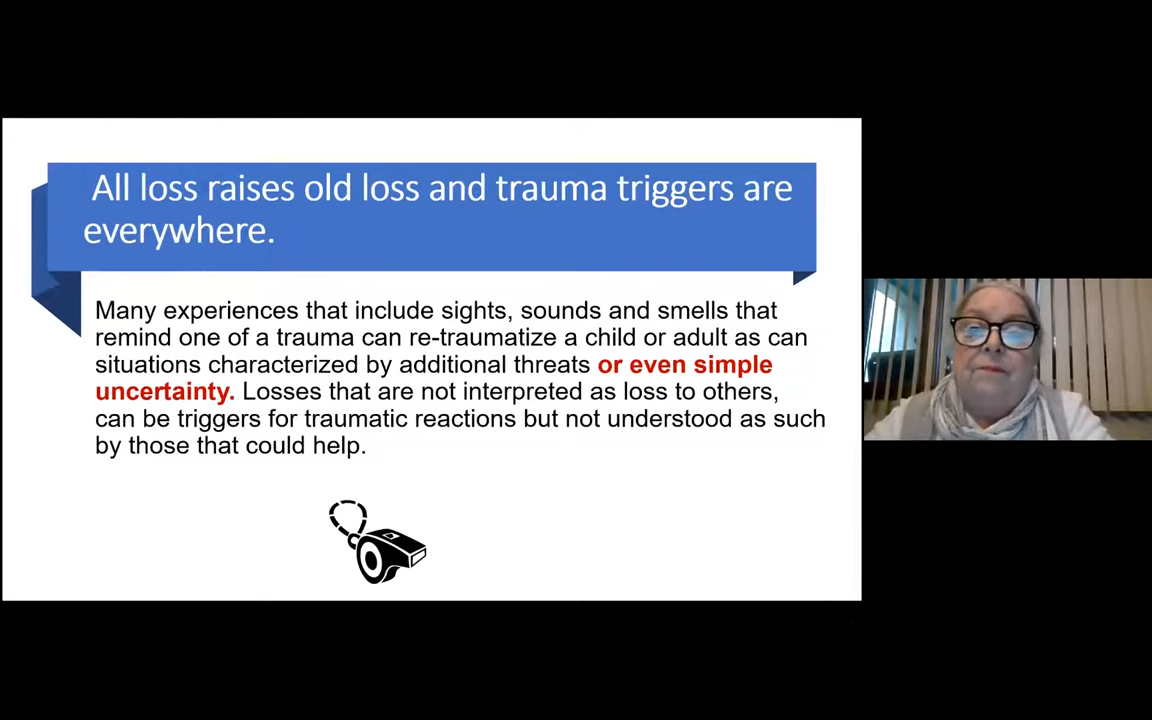 All loss raises old loss and trauma triggers are
everywhere.
Many experiences that include sights, sounds and smells that
remind one of a trauma can re-traumatize a child or adult as can
situations characterized by additional threats or even simple
uncertainty. Losses that are not interpreted as loss to others,
can be triggers for traumatic reactions but not understood as such
by those that could help.